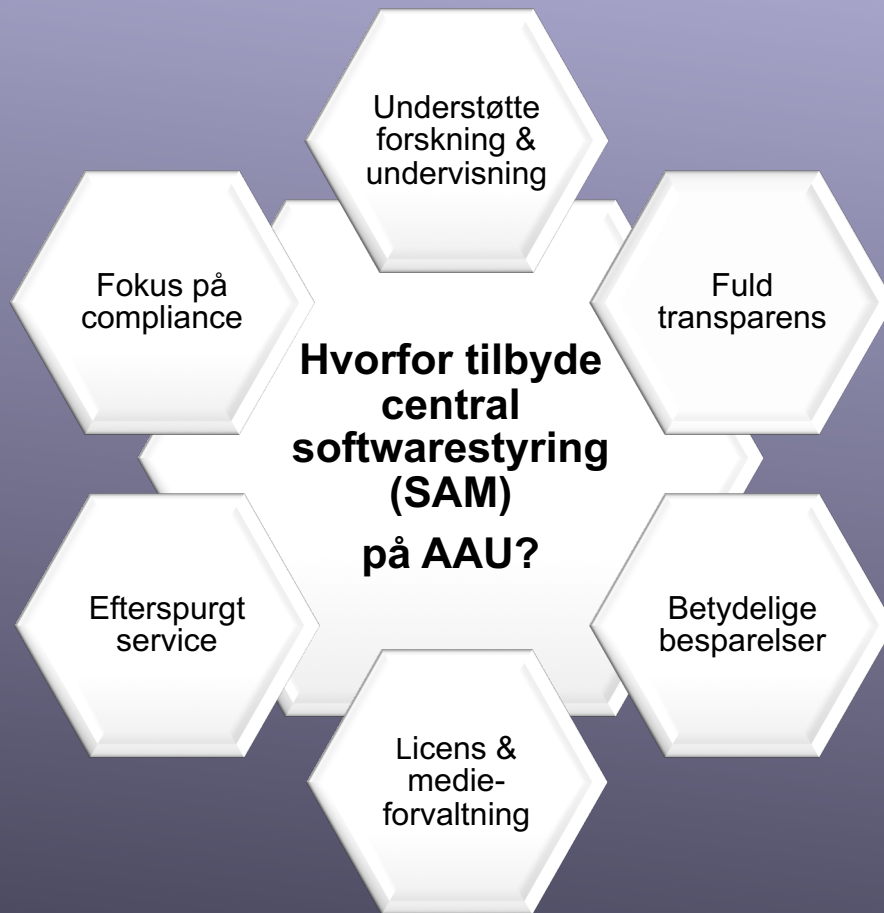 Understøtte
forskning &
undervisning
Fokus på
compliance
Fuld
transparens
Hvorfor tilbyde
central
softwarestyring
(SAM)
på AAU?
Efterspurgt
service
Betydelige
besparelser
Licens &
medie-
forvaltning